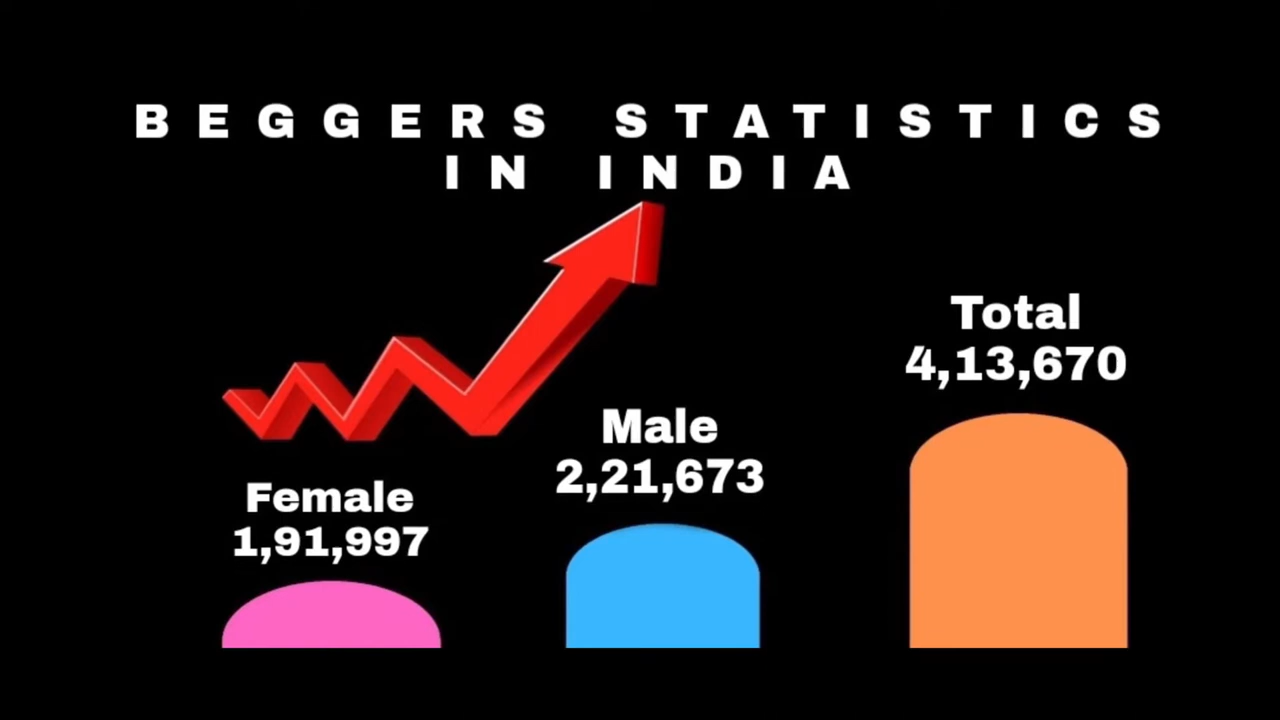 BEGGERS STATISTICS
IN INDIA
Total
4,13,670
Male
2,21,673
Female
1,91,997